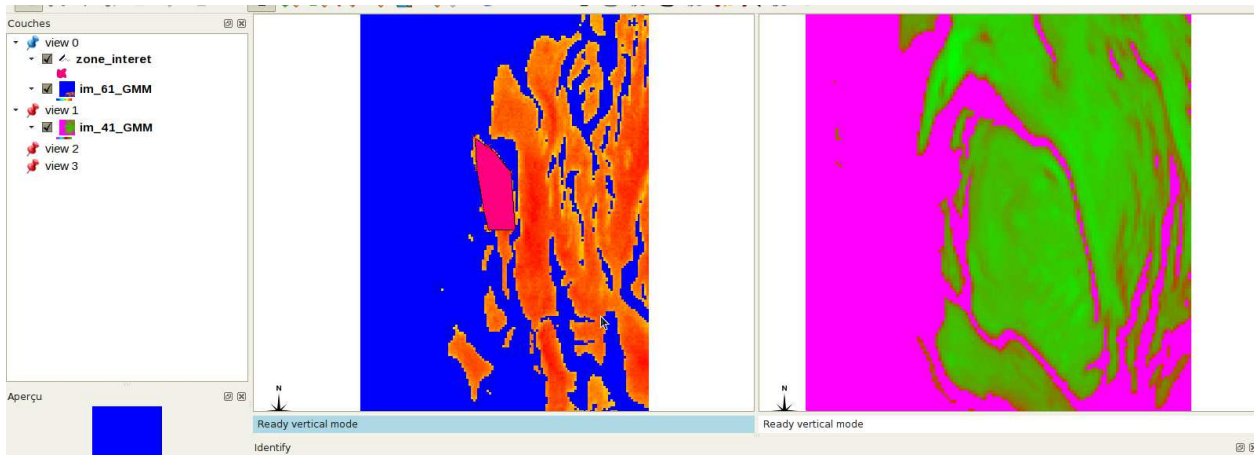 Couches
view 0
zone_interet
im_61_GMM
view 1
im_41_GMM
view 2
view 3
Aperçu
N
Ready vertical mode
N
Ready vertical mode
Identify